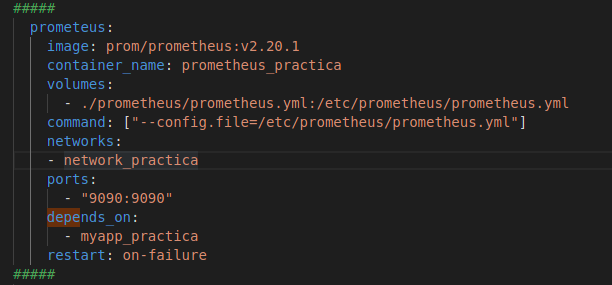 #####
  prometeus:
    image: prom/prometheus:v2.20.1
    container_name: prometheus_practica
    volumes:
      - ./prometheus/prometheus.yml:/etc/prometheus/prometheus.yml
    command: ["--config.file=/etc/prometheus/prometheus.yml"]
    networks:
    - network_practica
    ports:
      - "9090:9090"
    depends_on:
      - myapp_practica
    restart: on-failure
#####